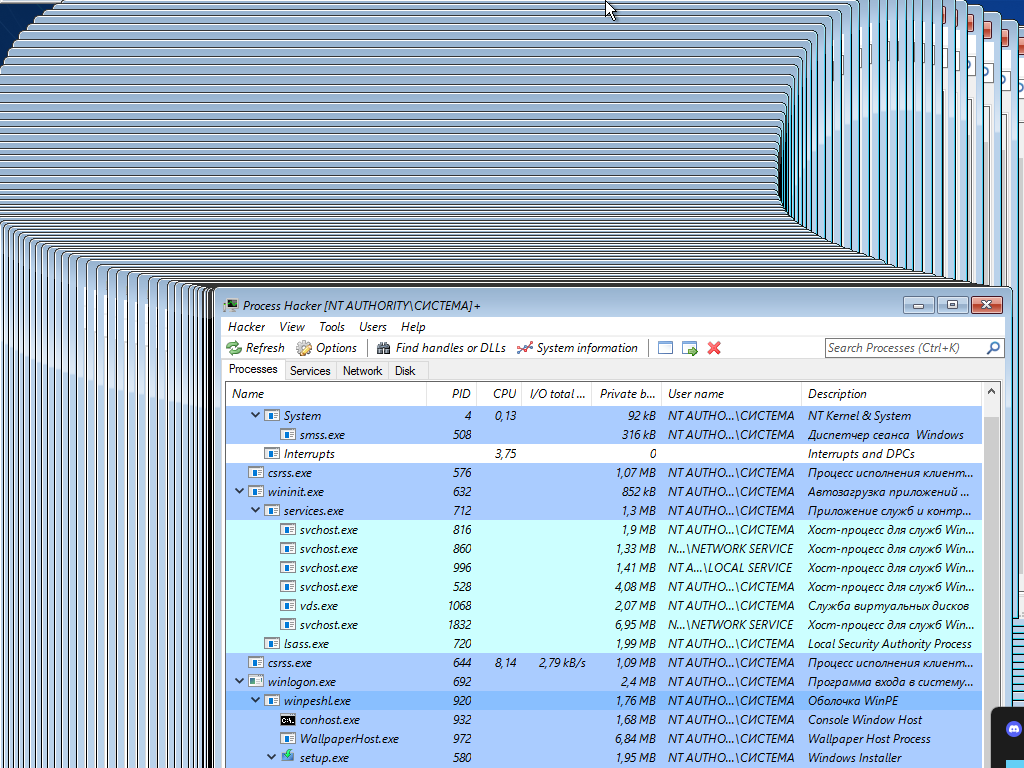 Process Hacker [NT AUTHORITY\СИСТЕМА]+
Hacker View Tools Users Help
Refresh Options Find handles or DLLs System information Search Processes (Ctrl+K)
Processes Services Network Disk
Name PID CPU I/O total ... Private b... User name Description
System 4 0,13 92 kB NT AUTHO...\СИСТЕМА NT Kernel & System
smss.exe 508 316 kB NT AUTHO...\СИСТЕМА Диспетчер сеанса Windows
Interrupts 3,75 0 Interrupts and DPCs
csrss.exe 576 1,07 MB NT AUTHO...\СИСТЕМА Процесс исполнения клиент...
wininit.exe 632 852 kB NT AUTHO...\СИСТЕМА Автозагрузка приложений ...
services.exe 712 1,3 MB NT AUTHO...\СИСТЕМА Приложение служб и контр...
svchost.exe 816 1,9 MB NT AUTHO...\СИСТЕМА Хост-процесс для служб Win...
svchost.exe 860 1,33 MB N...\NETWORK SERVICE Хост-процесс для служб Win...
svchost.exe 996 1,41 MB NT A...\LOCAL SERVICE Хост-процесс для служб Win...
svchost.exe 528 4,08 MB NT AUTHO...\СИСТЕМА Хост-процесс для служб Win...
vds.exe 1068 2,07 MB NT AUTHO...\СИСТЕМА Служба виртуальных дисков
svchost.exe 1832 6,95 MB N...\NETWORK SERVICE Хост-процесс для служб Win...
lsass.exe 720 1,99 MB NT AUTHO...\СИСТЕМА Local Security Authority Process
csrss.exe 644 8,14 2,79 kB/s 1,09 MB NT AUTHO...\СИСТЕМА Процесс исполнения клиент...
winlogon.exe 692 2,4 MB NT AUTHO...\СИСТЕМА Программа входа в систему...
winpeshl.exe 920 1,76 MB NT AUTHO...\СИСТЕМА Оболочка WinPE
conhost.exe 932 1,68 MB NT AUTHO...\СИСТЕМА Console Window Host
WallpaperHost.exe 972 6,84 MB NT AUTHO...\СИСТЕМА Wallpaper Host Process
setup.exe 580 1,95 MB NT AUTHO...\СИСТЕМА Windows Installer